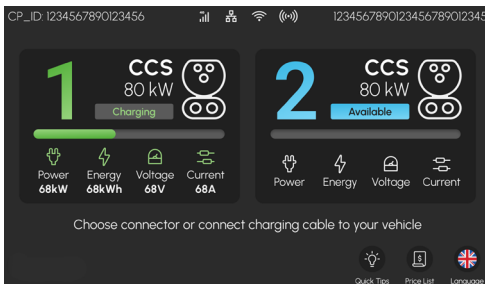 CP_ID: 1234567890123456
1234567890123456789012345
1
CCS
80 kW
Charging
Power
68kW
Energy
68kWh
Voltage
68V
Current
68A
2
CCS
80 kW
Available
Power
Energy
Voltage
Current
Choose connector or connect charging cable to your vehicle
Quick Tips
Price List
Language